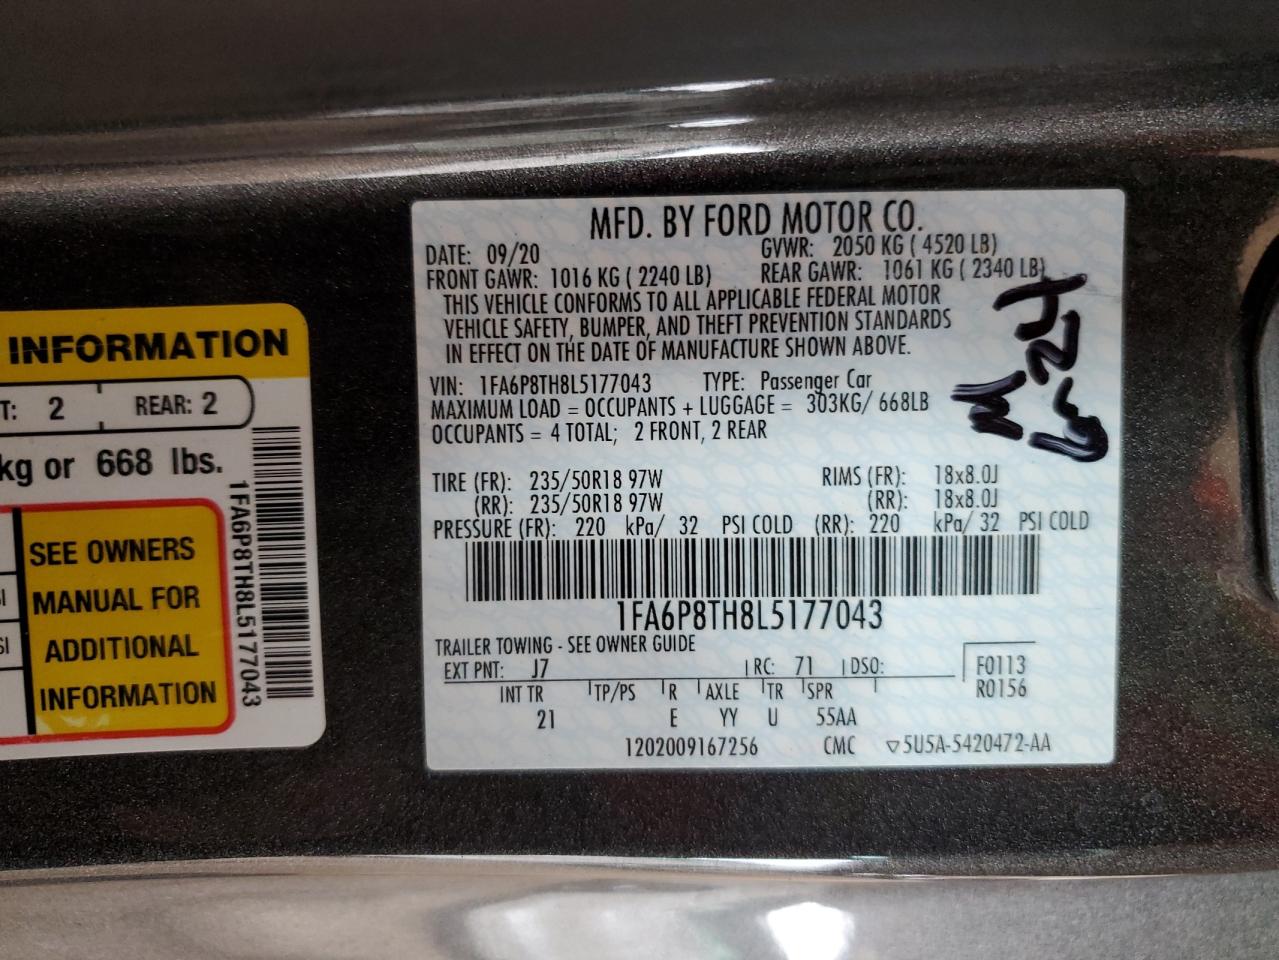 INFORMATION
T: 2 REAR: 2
kg or 668 lbs.
SEE OWNERS
MANUAL FOR
ADDITIONAL
INFORMATION
1FA6P8TH8L5177043
MFD. BY FORD MOTOR CO.
DATE: 09/20 GVWR: 2050 KG ( 4520 LB)
FRONT GAWR: 1016 KG ( 2240 LB) REAR GAWR: 1061 KG ( 2340 LB)
THIS VEHICLE CONFORMS TO ALL APPLICABLE FEDERAL MOTOR
VEHICLE SAFETY, BUMPER, AND THEFT PREVENTION STANDARDS
IN EFFECT ON THE DATE OF MANUFACTURE SHOWN ABOVE.
VIN: 1FA6P8TH8L5177043 TYPE: Passenger Car
MAXIMUM LOAD = OCCUPANTS + LUGGAGE = 303KG/ 668LB
OCCUPANTS = 4 TOTAL; 2 FRONT, 2 REAR
TIRE (FR): 235/50R18 97W RIMS (FR): 18x8.0J
(RR): 235/50R18 97W (RR): 18x8.0J
PRESSURE (FR): 220 kPa/ 32 PSI COLD (RR): 220 kPa/ 32 PSI COLD
1FA6P8TH8L5177043
TRAILER TOWING - SEE OWNER GUIDE
EXT PNT: J7 RC: 71 DSO: F0113
INT TR TP/PS R AXLE TR SPR R0156
21 E YY U 55AA
1202009167256 CMC ▽5U5A-5420472-AA